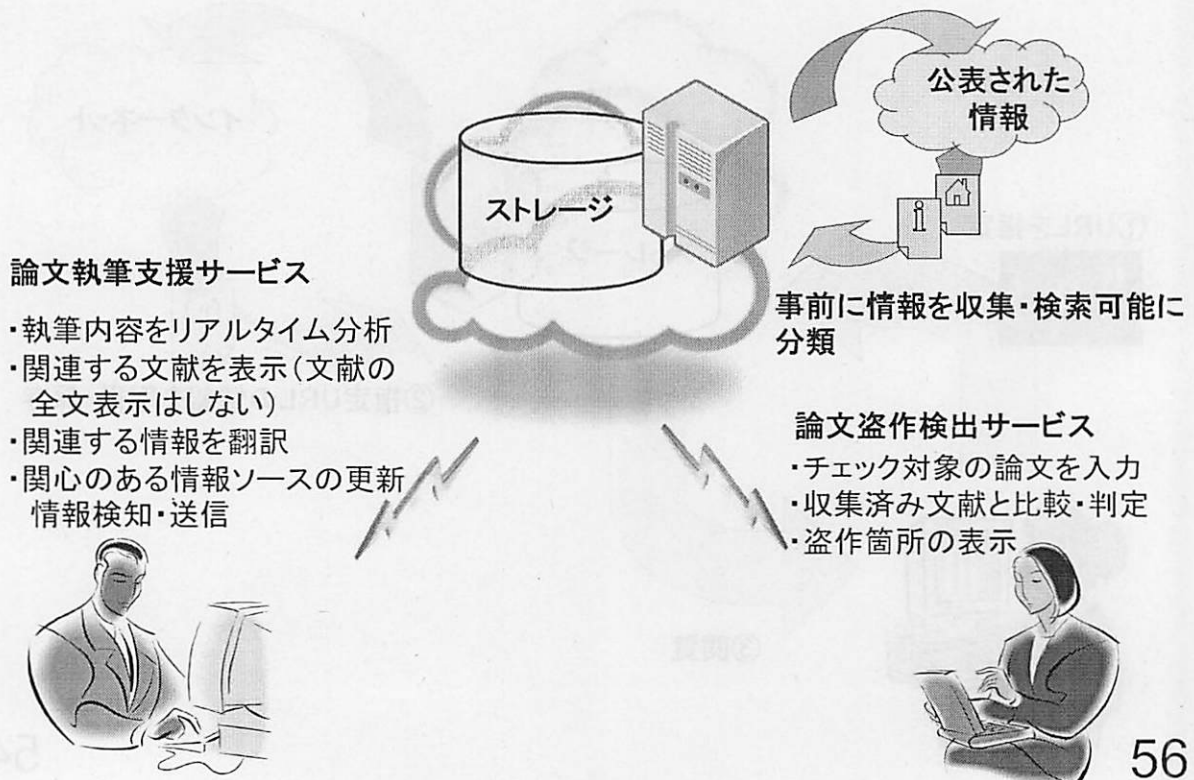 公表された
情報
ストレージ
事前に情報を収集・検索可能に
分類
論文執筆支援サービス
・執筆内容をリアルタイム分析
・関連する文献を表示(文献の
全文表示はしない)
・関連する情報を翻訳
・関心のある情報ソースの更新
情報検知・送信
論文盗作検出サービス
・チェック対象の論文を入力
・収集済み文献と比較・判定
・盗作箇所の表示
56